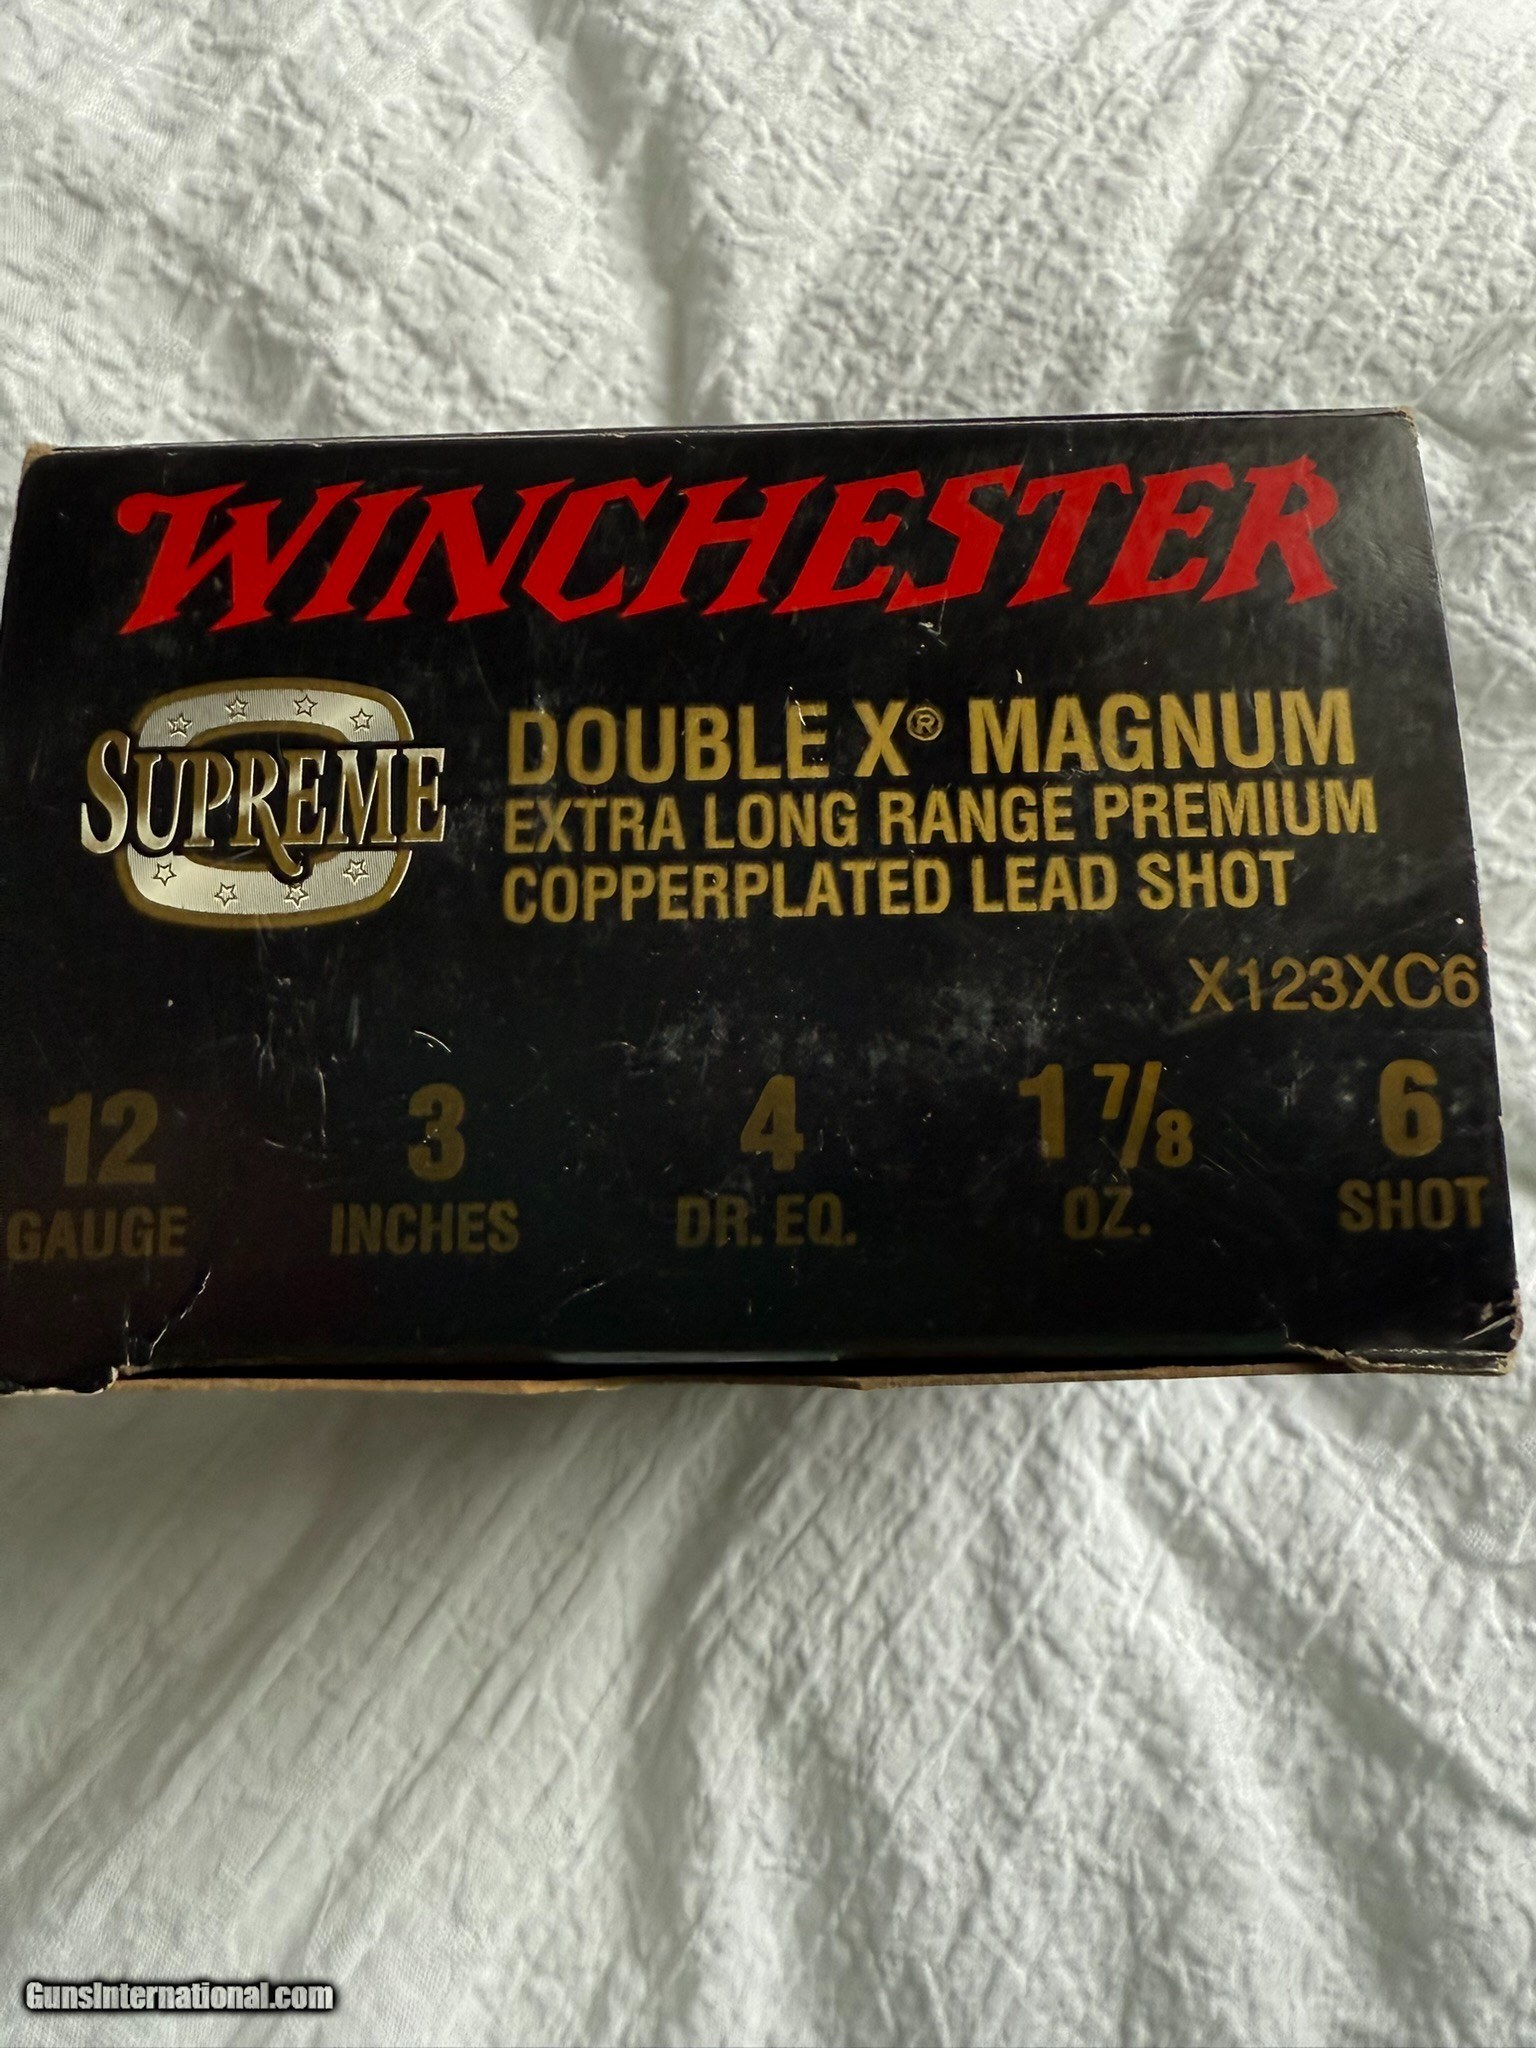 WINCHESTER
SUPREME
DOUBLE X® MAGNUM
EXTRA LONG RANGE PREMIUM
COPPERPLATED LEAD SHOT
X123XC6
12 3 4 1 7/8 6
GAUGE INCHES DR. EQ. OZ. SHOT
GunsInternational.com